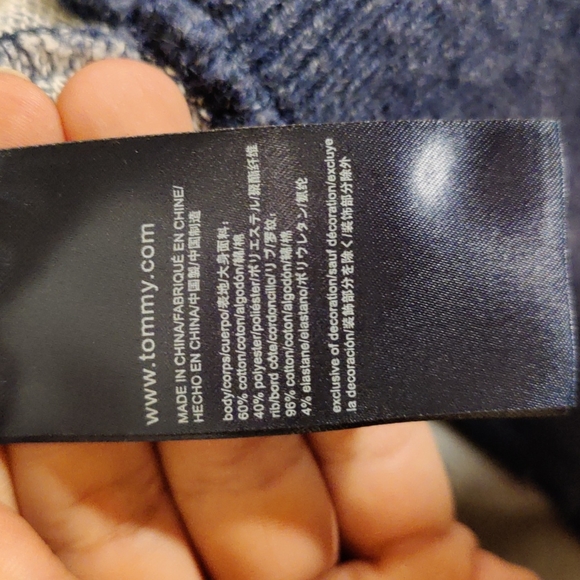 www.tommy.com
MADE IN CHINA/FABRIQUÉ EN CHINE/
HECHO EN CHINA/中国製/中国制造
body/corps/cuerpo/表地/大身面料:
60% cotton/coton/algodón/綿/棉
40% polyester/poliéster/ポリエステル/聚酯纤维
rib/bord côte/cordoncillo/リブ/罗纹:
96% cotton/coton/algodón/綿/棉
4% elastane/elastano/ポリウレタン/氨纶
exclusive of decoration/sauf décoration/excluye
la decoración/装飾部分を除く/装饰部分除外